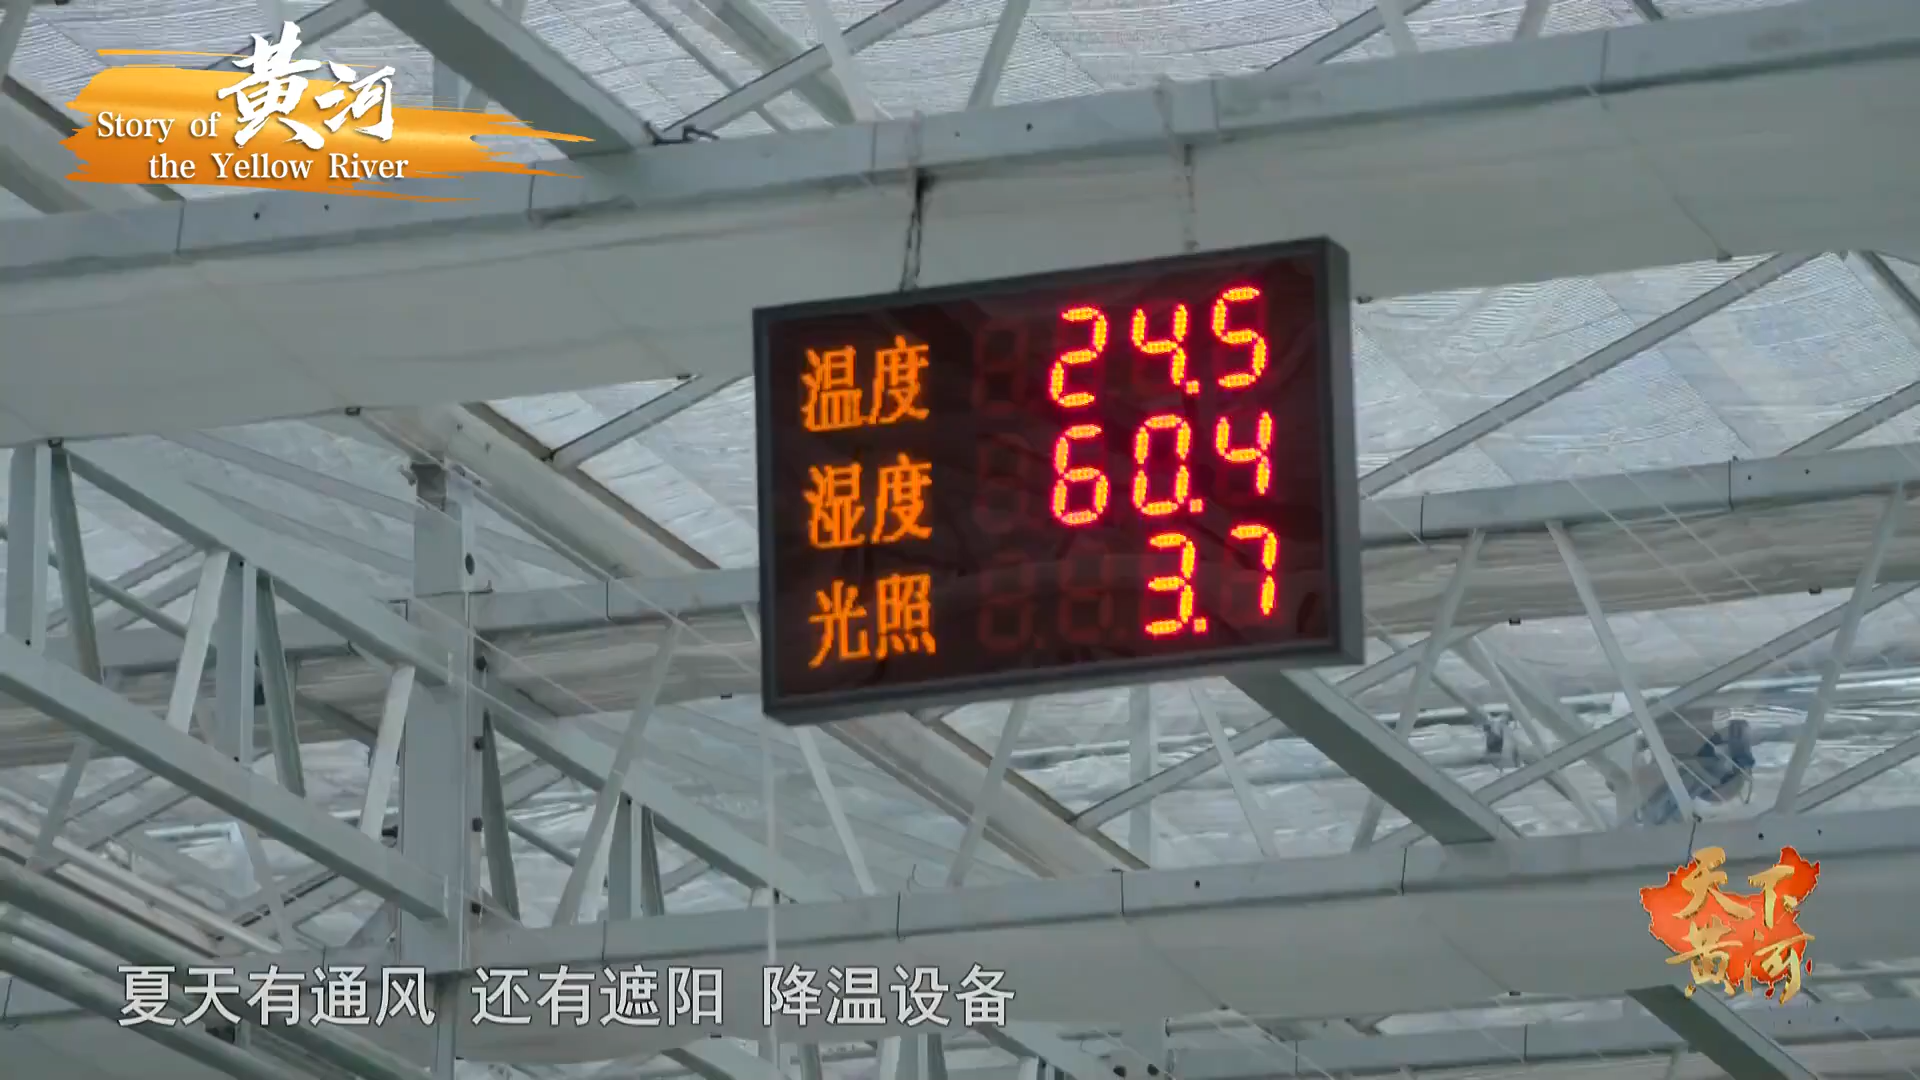 黄河
Story of
the Yellow River
温度 24.5
湿度 60.4
光照 3.7
天下
黄河
夏天有通风 还有遮阳 降温设备